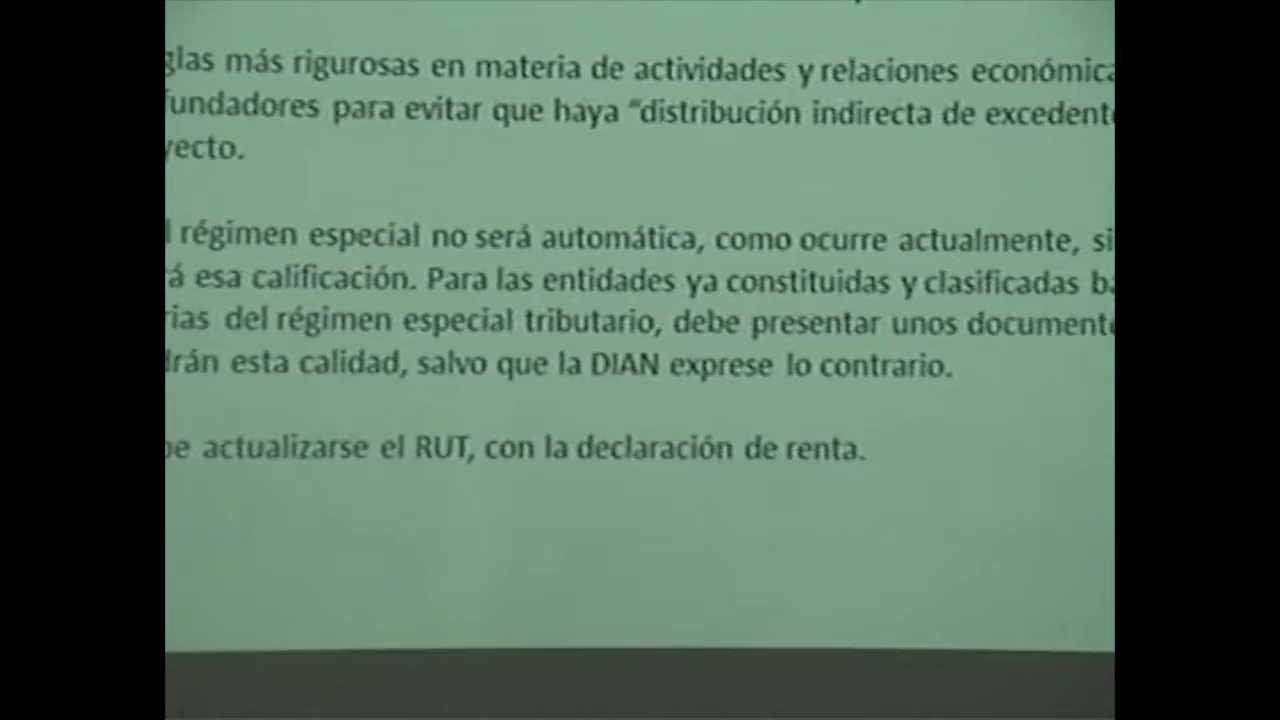 glas más rigurosas en materia de actividades y relaciones económica
fundadores para evitar que haya “distribución indirecta de excedente
yecto.
l régimen especial no será automática, como ocurre actualmente, si
á esa calificación. Para las entidades ya constituidas y clasificadas ba
rias del régimen especial tributario, debe presentar unos documento
drán esta calidad, salvo que la DIAN exprese lo contrario.
be actualizarse el RUT, con la declaración de renta.